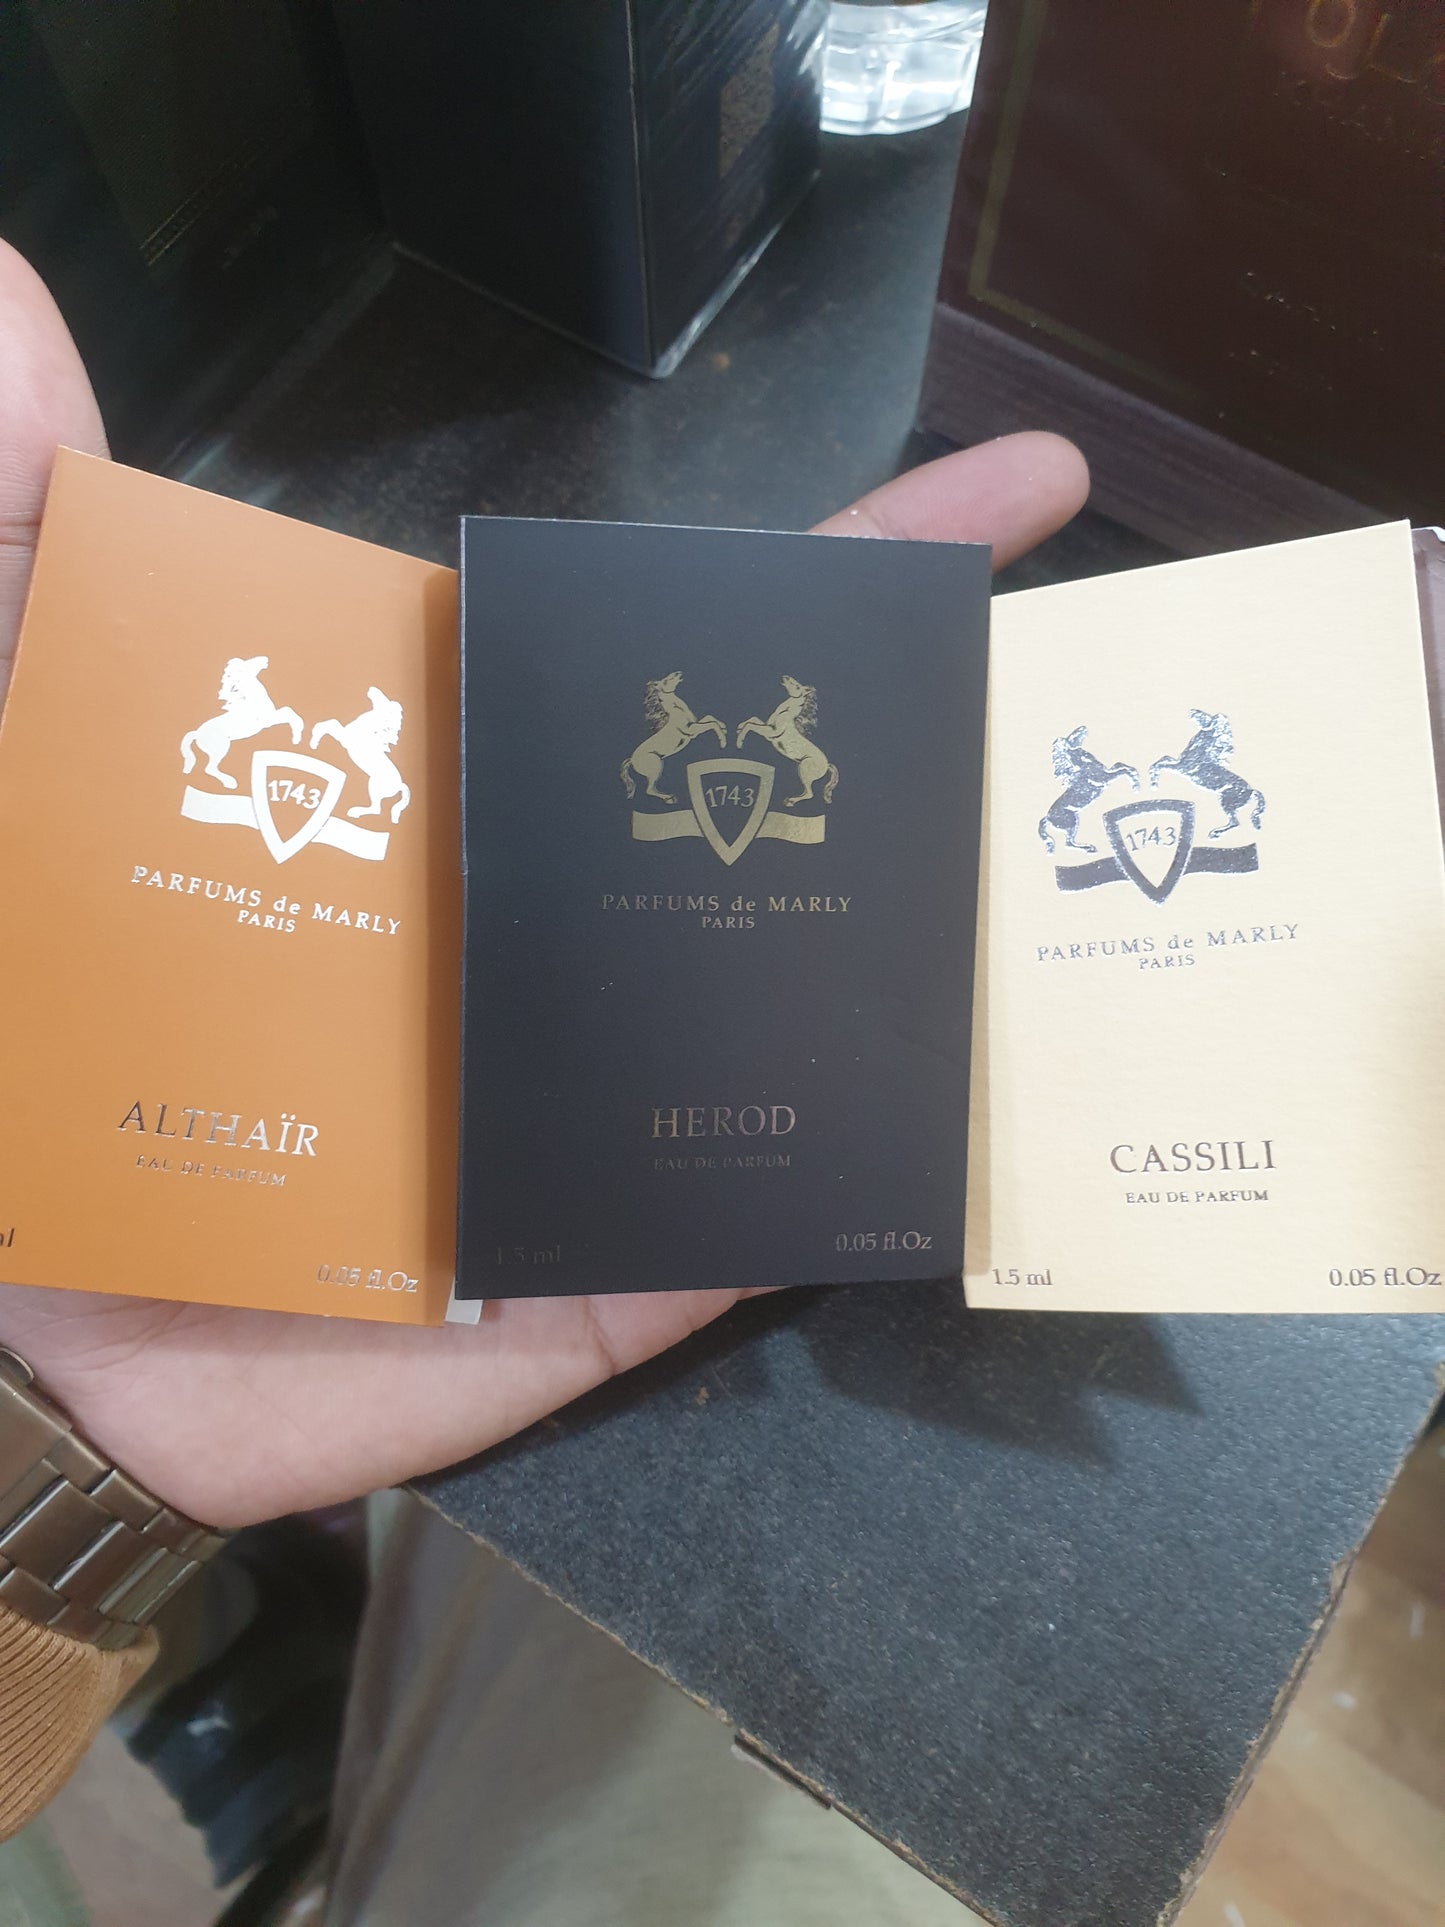 1743
PARFUMS de MARLY
PARIS
ALTHAÏR
EAU DE PARFUM
0.05 fl.Oz
1743
PARFUMS de MARLY
PARIS
HEROD
EAU DE PARFUM
1.5 ml 0.05 fl.Oz
1743
PARFUMS de MARLY
PARIS
CASSILI
EAU DE PARFUM
1.5 ml 0.05 fl.Oz